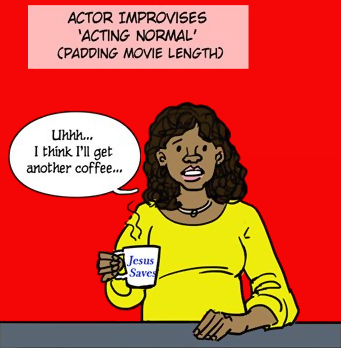 ACTOR IMPROVISES
'ACTING NORMAL'
(PADDING MOVIE LENGTH)
Uhhh...
I think I'll get
another coffee...
Jesus
Saves